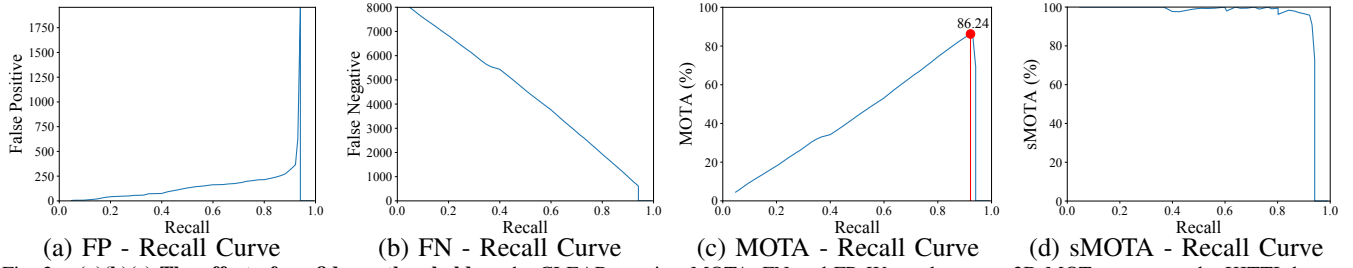 False Positive
1750
1500
1250
1000
750
500
250
0
0.0 0.2 0.4 0.6 0.8 1.0
Recall
(a) FP - Recall Curve
False Negative
8000
7000
6000
5000
4000
3000
2000
1000
0
0.0 0.2 0.4 0.6 0.8 1.0
Recall
(b) FN - Recall Curve
MOTA (%)
100
80
60
40
20
0
86.24
0.0 0.2 0.4 0.6 0.8 1.0
Recall
(c) MOTA - Recall Curve
sMOTA (%)
100
80
60
40
20
0
0.0 0.2 0.4 0.6 0.8 1.0
Recall
(d) sMOTA - Recall Curve